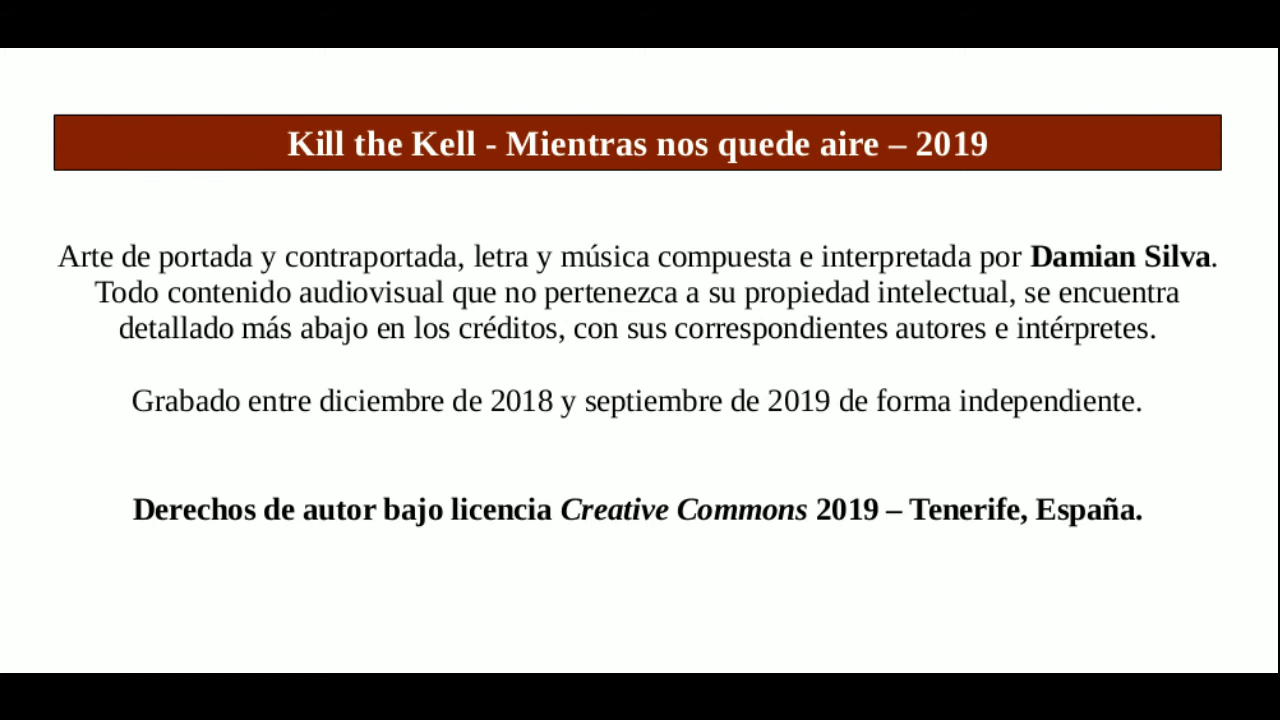 Kill the Kell - Mientras nos quede aire – 2019
Arte de portada y contraportada, letra y música compuesta e interpretada por Damian Silva.
Todo contenido audiovisual que no pertenezca a su propiedad intelectual, se encuentra
detallado más abajo en los créditos, con sus correspondientes autores e intérpretes.
Grabado entre diciembre de 2018 y septiembre de 2019 de forma independiente.
Derechos de autor bajo licencia Creative Commons 2019 – Tenerife, España.